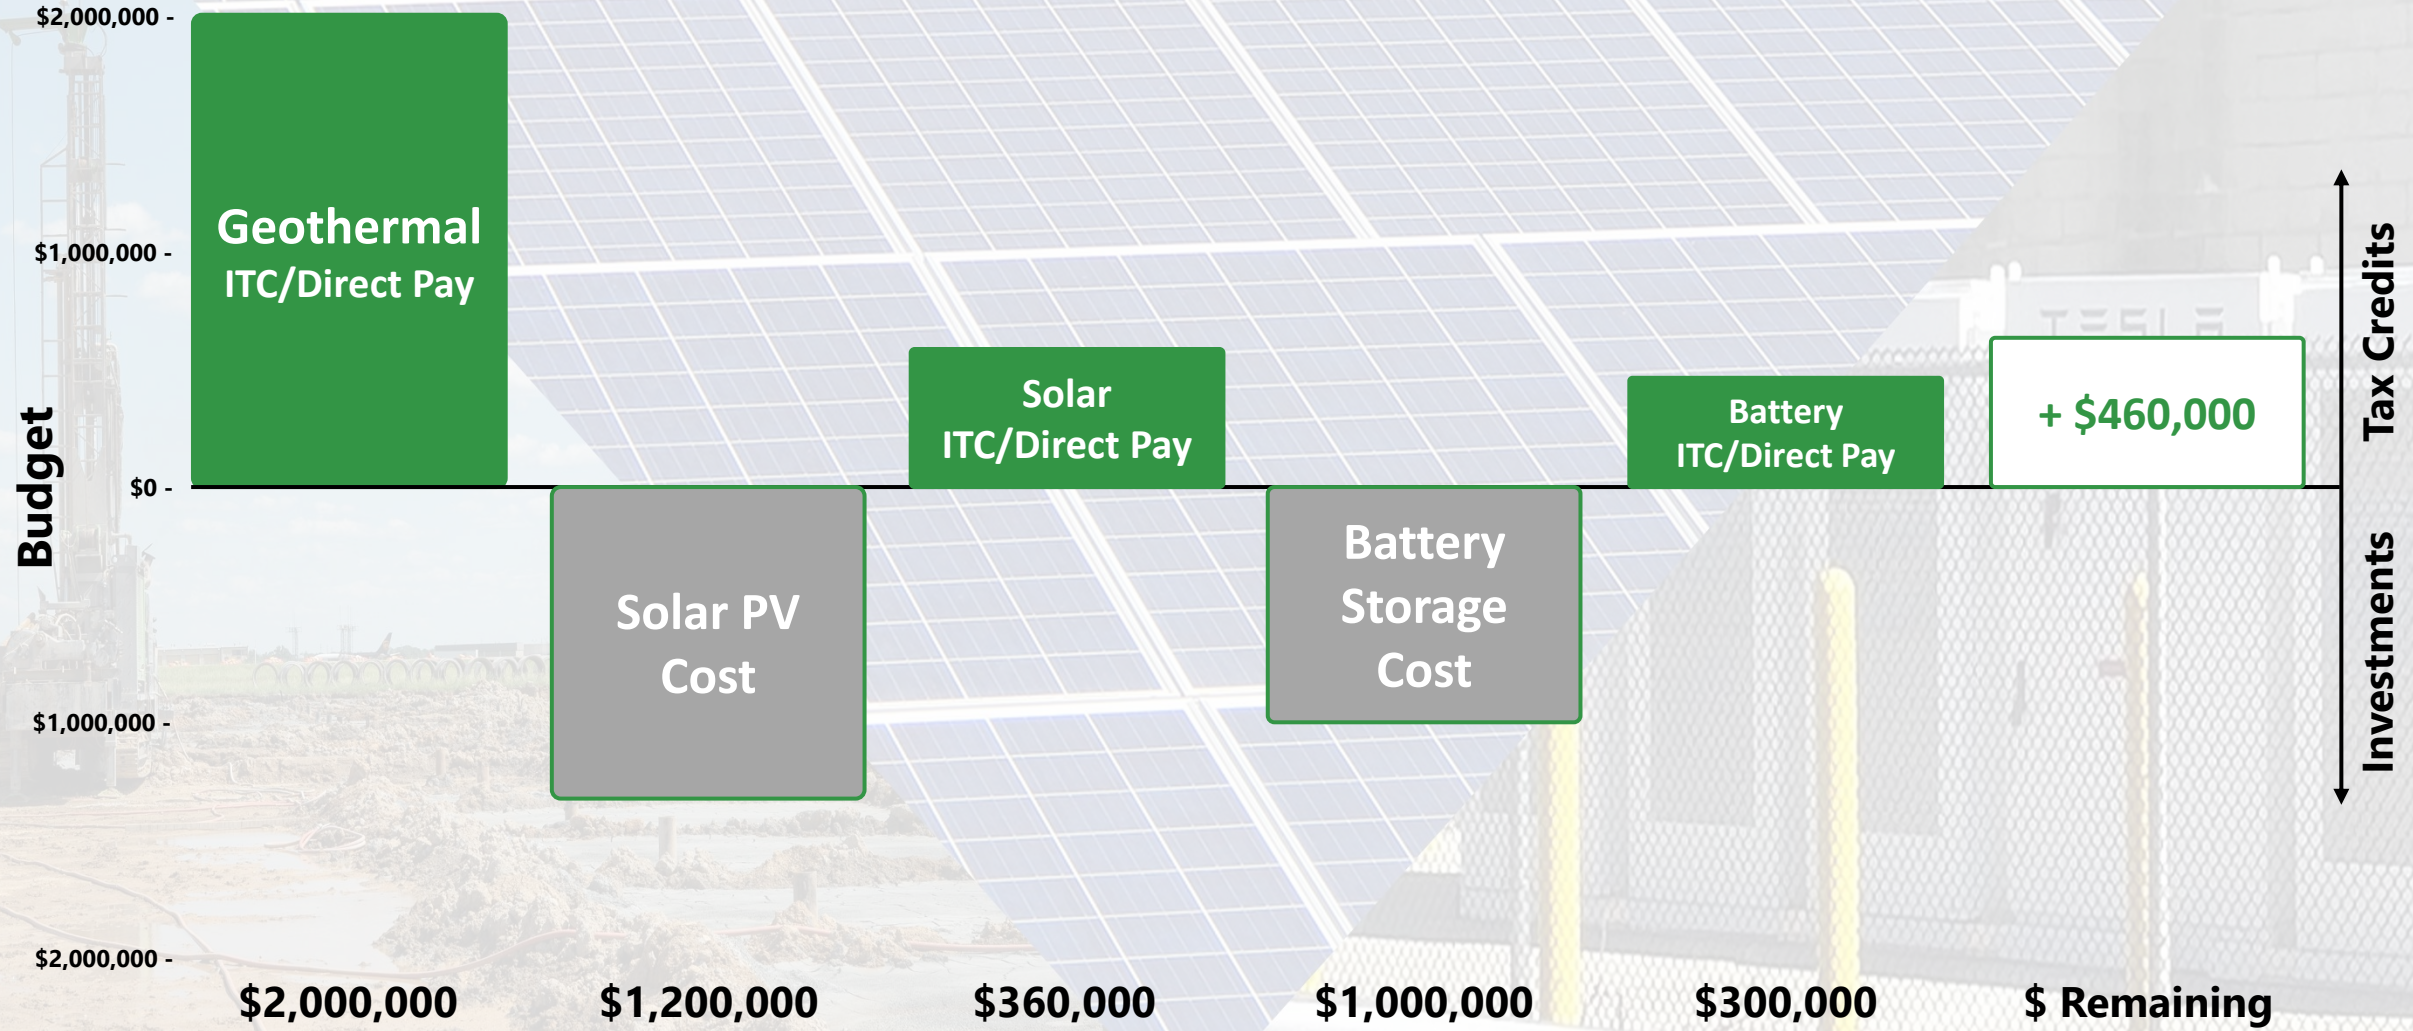 $2,000,000 -
$1,000,000 -
$0 -
$1,000,000 -
$2,000,000 -
Budget
Geothermal
ITC/Direct Pay
Solar PV
Cost
Solar
ITC/Direct Pay
Battery
Storage
Cost
Battery
ITC/Direct Pay
TESLA
+ $460,000
Tax Credits
Investments
$2,000,000
$1,200,000
$360,000
$1,000,000
$300,000
$ Remaining